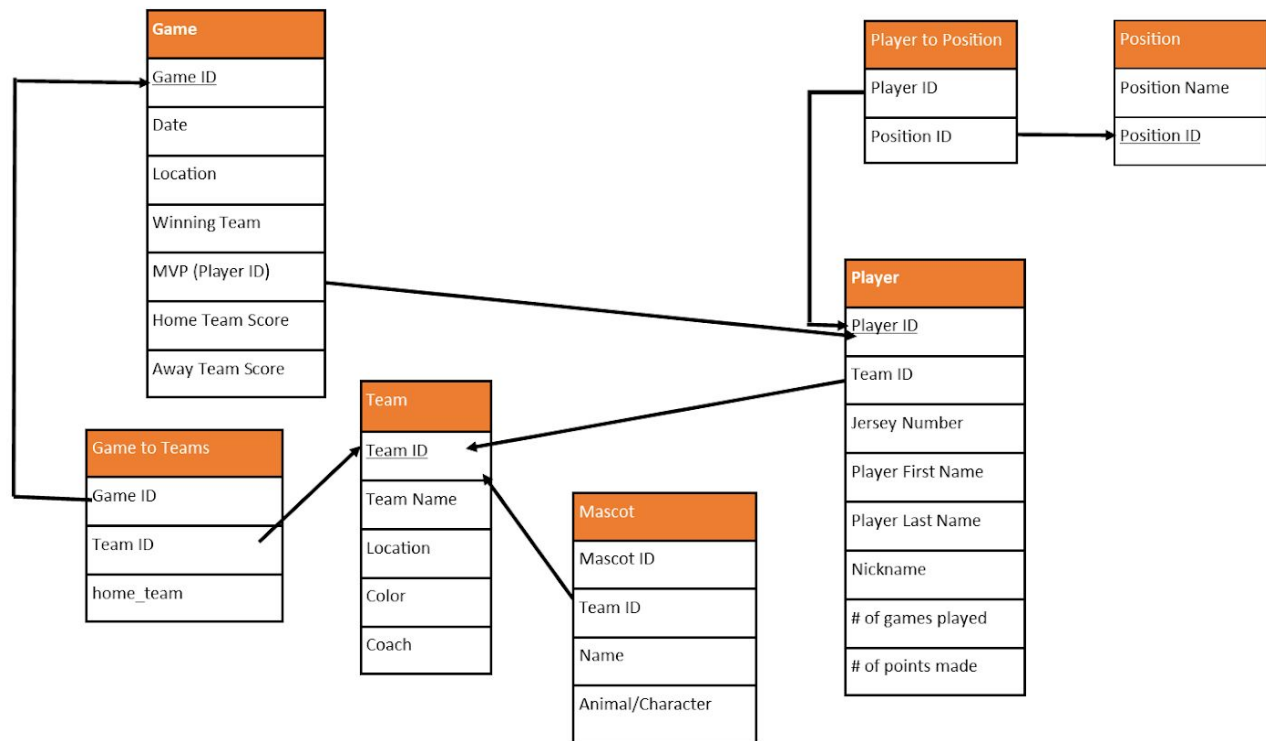 Game
Game ID
Date
Location
Winning Team
MVP (Player ID)
Home Team Score
Away Team Score
Player to Position
Player ID
Position ID
Position
Position Name
Position ID
Player
Player ID
Team ID
Jersey Number
Player First Name
Player Last Name
Nickname
# of games played
# of points made
Game to Teams
Game ID
Team ID
home_team
Team
Team ID
Team Name
Location
Color
Coach
Mascot
Mascot ID
Team ID
Name
Animal/Character